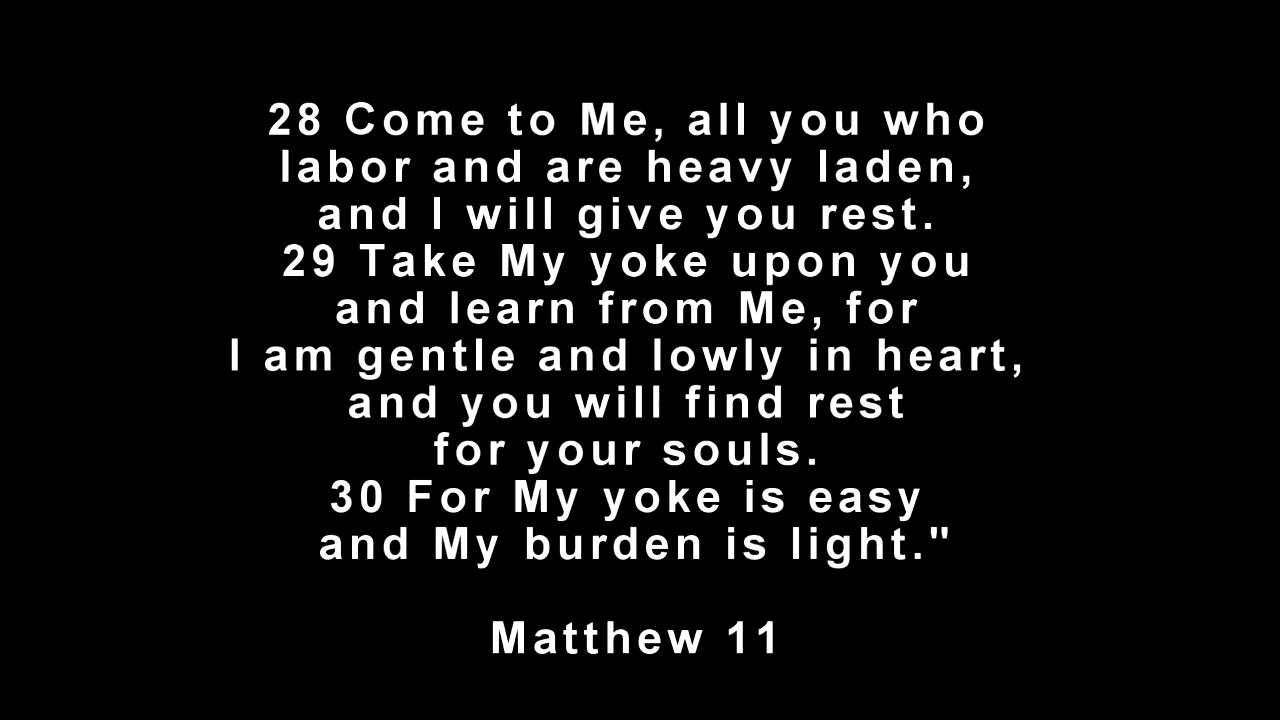 28 Come to Me, all you who
labor and are heavy laden,
and I will give you rest.
29 Take My yoke upon you
and learn from Me, for
I am gentle and lowly in heart,
and you will find rest
for your souls.
30 For My yoke is easy
and My burden is light."
Matthew 11